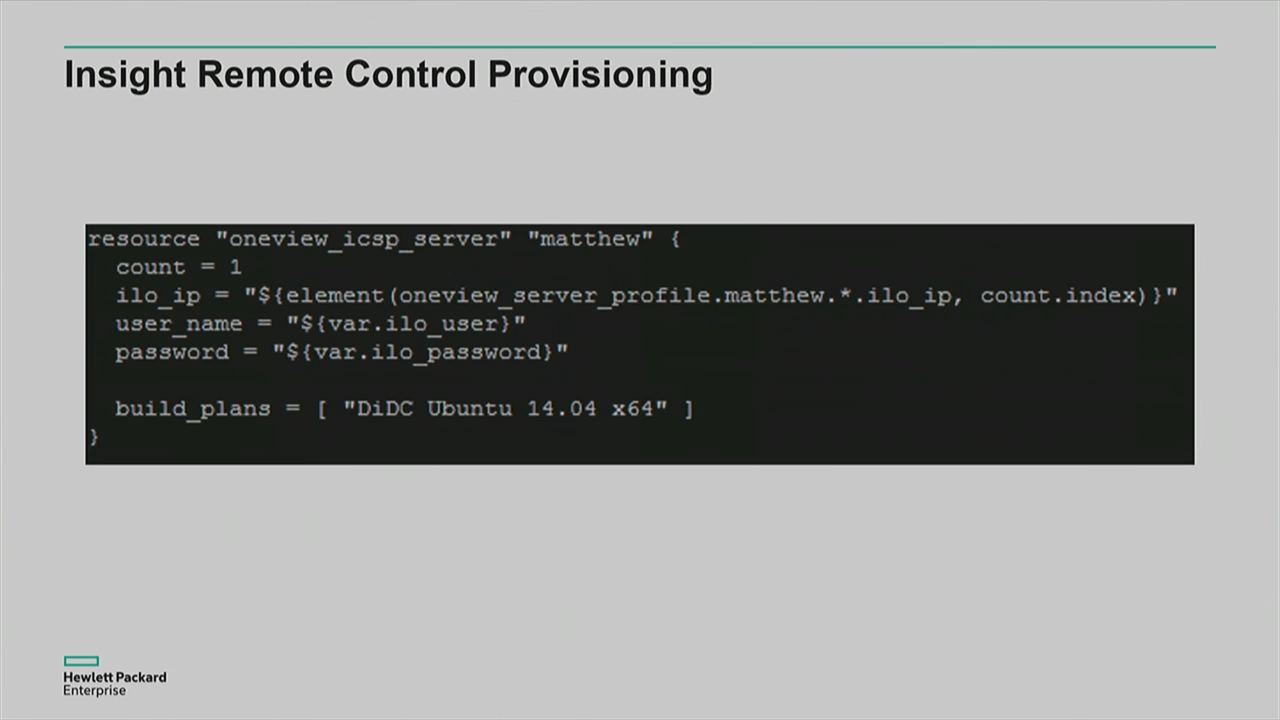 Insight Remote Control Provisioning
resource "oneview_icsp_server" "matthew" {
count = 1
ilo_ip = "${element(oneview_server_profile.matthew.*.ilo_ip, count.index)}"
user_name = "${var.ilo_user}"
password = "${var.ilo_password}"
build_plans = [ "DiDC Ubuntu 14.04 x64" ]
}
Hewlett Packard
Enterprise